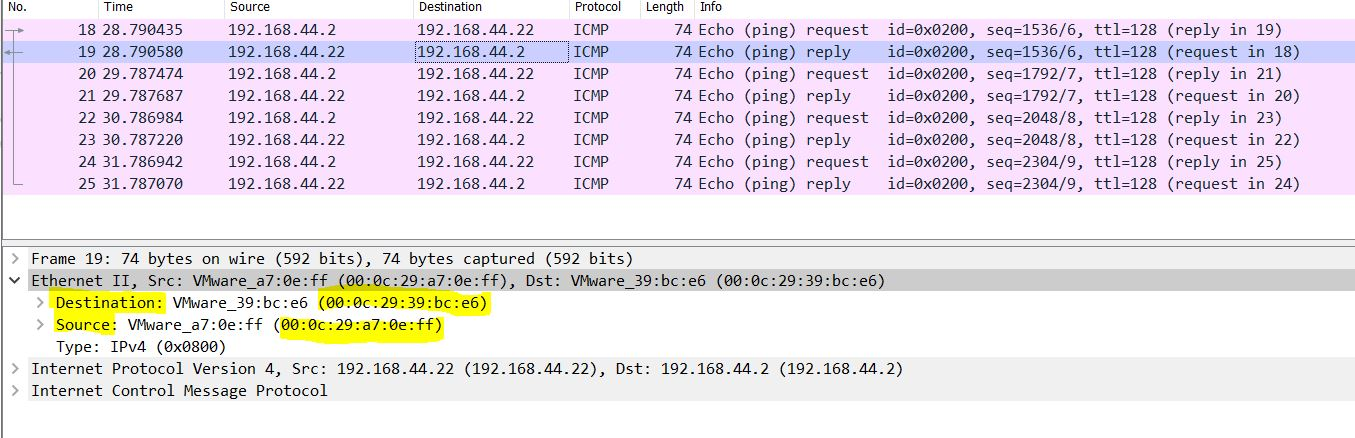 No. Time Source Destination Protocol Length Info
18 28.790435 192.168.44.2 192.168.44.22 ICMP 74 Echo (ping) request id=0x0200, seq=1536/6, ttl=128 (reply in 19)
19 28.790580 192.168.44.22 192.168.44.2 ICMP 74 Echo (ping) reply id=0x0200, seq=1536/6, ttl=128 (request in 18)
20 29.787474 192.168.44.2 192.168.44.22 ICMP 74 Echo (ping) request id=0x0200, seq=1792/7, ttl=128 (reply in 21)
21 29.787687 192.168.44.22 192.168.44.2 ICMP 74 Echo (ping) reply id=0x0200, seq=1792/7, ttl=128 (request in 20)
22 30.786984 192.168.44.2 192.168.44.22 ICMP 74 Echo (ping) request id=0x0200, seq=2048/8, ttl=128 (reply in 23)
23 30.787220 192.168.44.22 192.168.44.2 ICMP 74 Echo (ping) reply id=0x0200, seq=2048/8, ttl=128 (request in 22)
24 31.786942 192.168.44.2 192.168.44.22 ICMP 74 Echo (ping) request id=0x0200, seq=2304/9, ttl=128 (reply in 25)
25 31.787070 192.168.44.22 192.168.44.2 ICMP 74 Echo (ping) reply id=0x0200, seq=2304/9, ttl=128 (request in 24)
Frame 19: 74 bytes on wire (592 bits), 74 bytes captured (592 bits)
Ethernet II, Src: VMware_a7:0e:ff (00:0c:29:a7:0e:ff), Dst: VMware_39:bc:e6 (00:0c:29:39:bc:e6)
Destination: VMware_39:bc:e6 (00:0c:29:39:bc:e6)
Source: VMware_a7:0e:ff (00:0c:29:a7:0e:ff)
Type: IPv4 (0x0800)
Internet Protocol Version 4, Src: 192.168.44.22 (192.168.44.22), Dst: 192.168.44.2 (192.168.44.2)
Internet Control Message Protocol